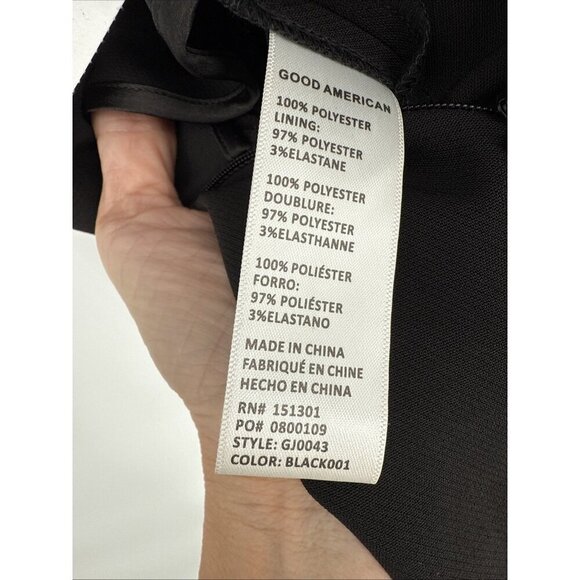 GOOD AMERICAN
100% POLYESTER
LINING:
97% POLYESTER
3%ELASTANE
100% POLYESTER
DOUBLURE:
97% POLYESTER
3%ELASTHANNE
100% POLIÉSTER
FORRO:
97% POLIÉSTER
3%ELASTANO
MADE IN CHINA
FABRIQUÉ EN CHINE
HECHO EN CHINA
RN# 151301
PO# 0800109
STYLE: GJ0043
COLOR: BLACK001